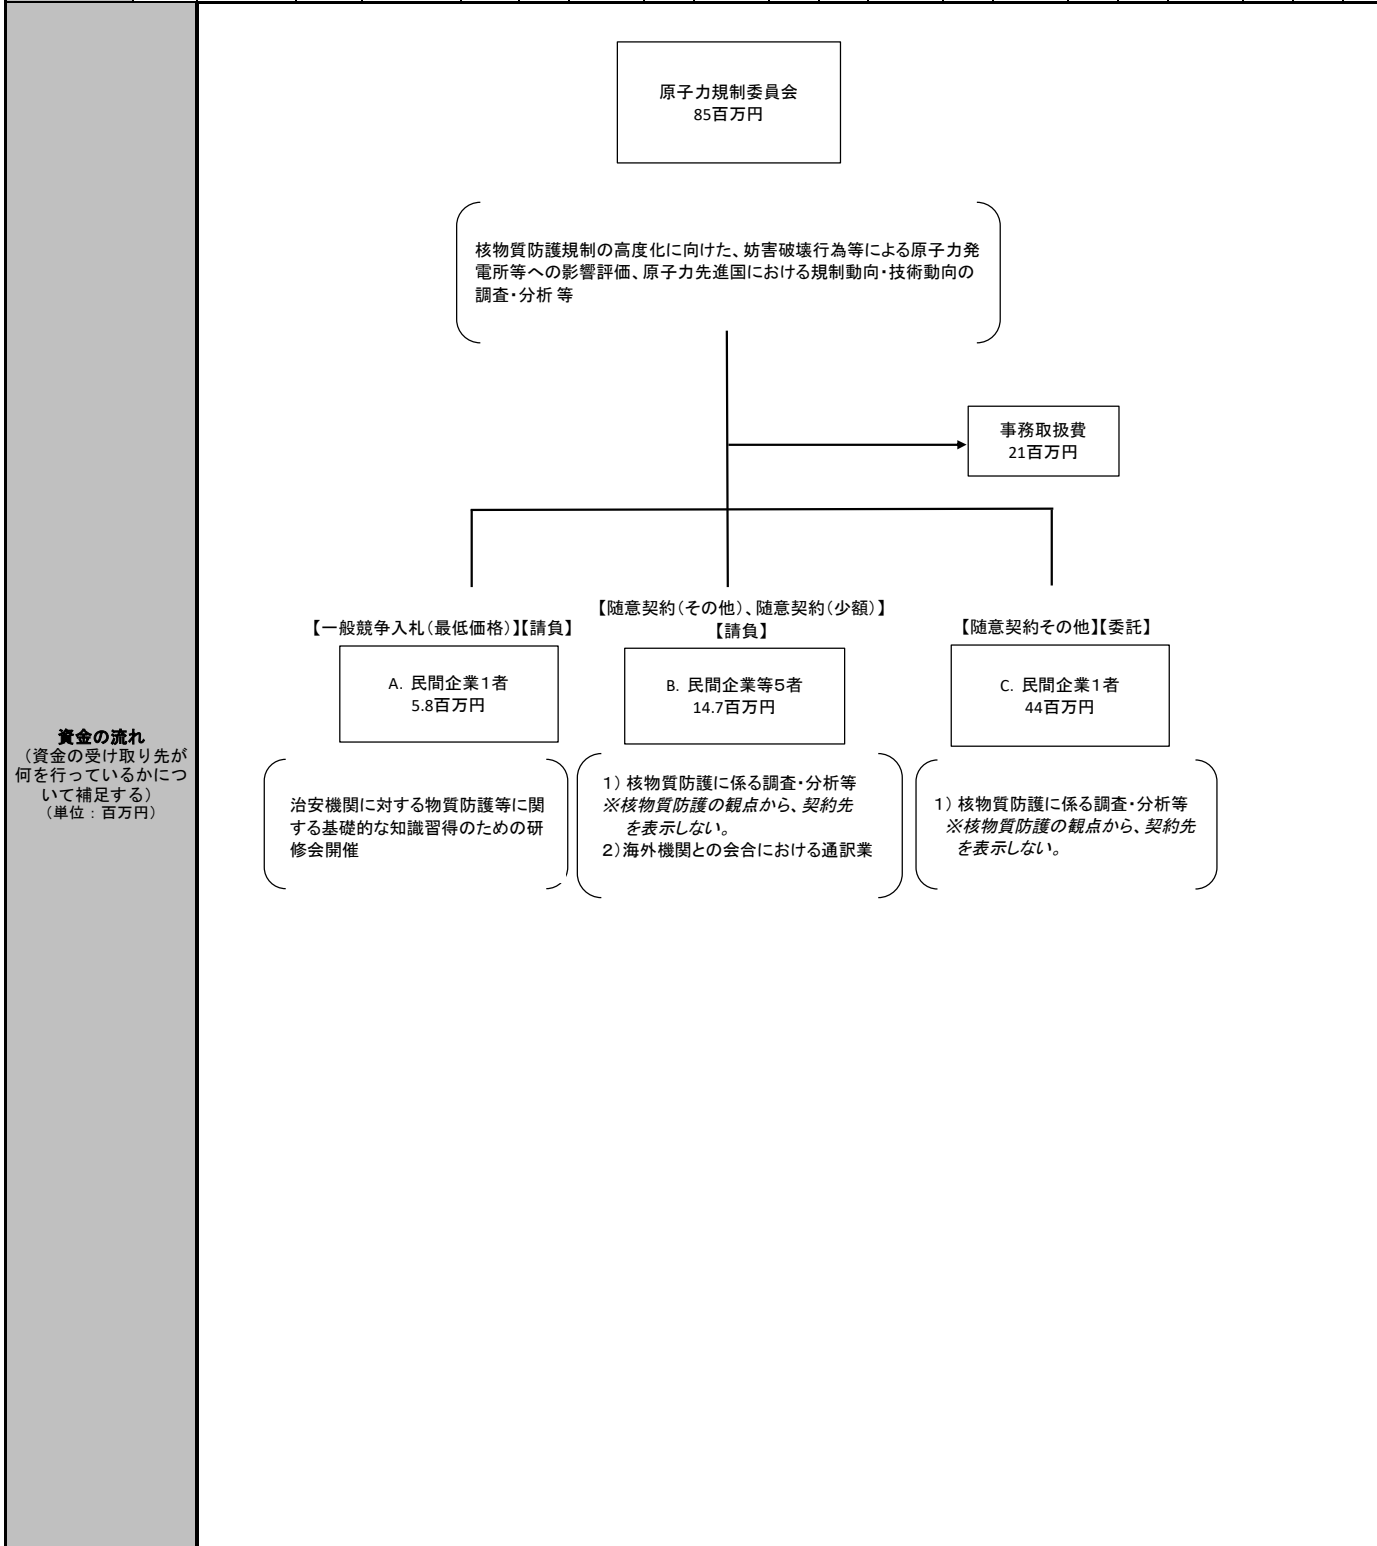 資金の流れ
（資金の受け取り先が
何を行っているかにつ
いて補足する）
（単位：百万円）
原子力規制委員会
85百万円
核物質防護規制の高度化に向けた、妨害破壊行為等による原子力発
電所等への影響評価、原子力先進国における規制動向・技術動向の
調査・分析 等
事務取扱費
21百万円
【一般競争入札（最低価格）】【請負】
A. 民間企業１者
5.8百万円
治安機関に対する物質防護等に関
する基礎的な知識習得のための研
修会開催
【随意契約（その他）、随意契約（少額）】
【請負】
B. 民間企業等５者
14.7百万円
１）核物質防護に係る調査・分析等
※核物質防護の観点から、契約先
を表示しない。
２）海外機関との会合における通訳業
【随意契約その他】【委託】
C. 民間企業１者
44百万円
１）核物質防護に係る調査・分析等
※核物質防護の観点から、契約先
を表示しない。